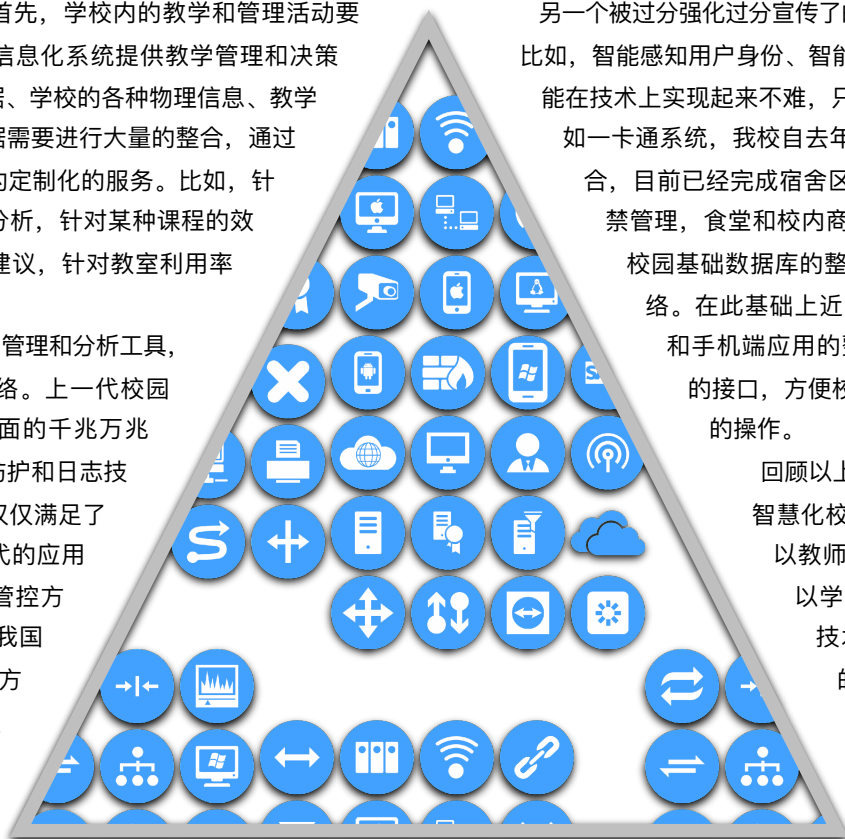 首先，学校内的教学和管理活动要
信息化系统提供教学管理和决策
、学校的各种物理信息、教学
需要进行大量的整合，通过
定制化的服务。比如，针
分析，针对某种课程的效
建议，针对教室利用率
管理和分析工具，
络。上一代校园
面的千兆万兆
防护和日志技
仅仅满足了
代的应用
管控方
我国
方
另一个被过分强化过分宣传了
比如，智能感知用户身份、智能
能在技术上实现起来不难，只
如一卡通系统，我校自去年
合，目前已经完成宿舍区
禁管理，食堂和校内商
校园基础数据库的整
络。在此基础上近
和手机端应用的
的接口，方便校
的操作。
回顾以上
智慧化校
以教师
以学
技